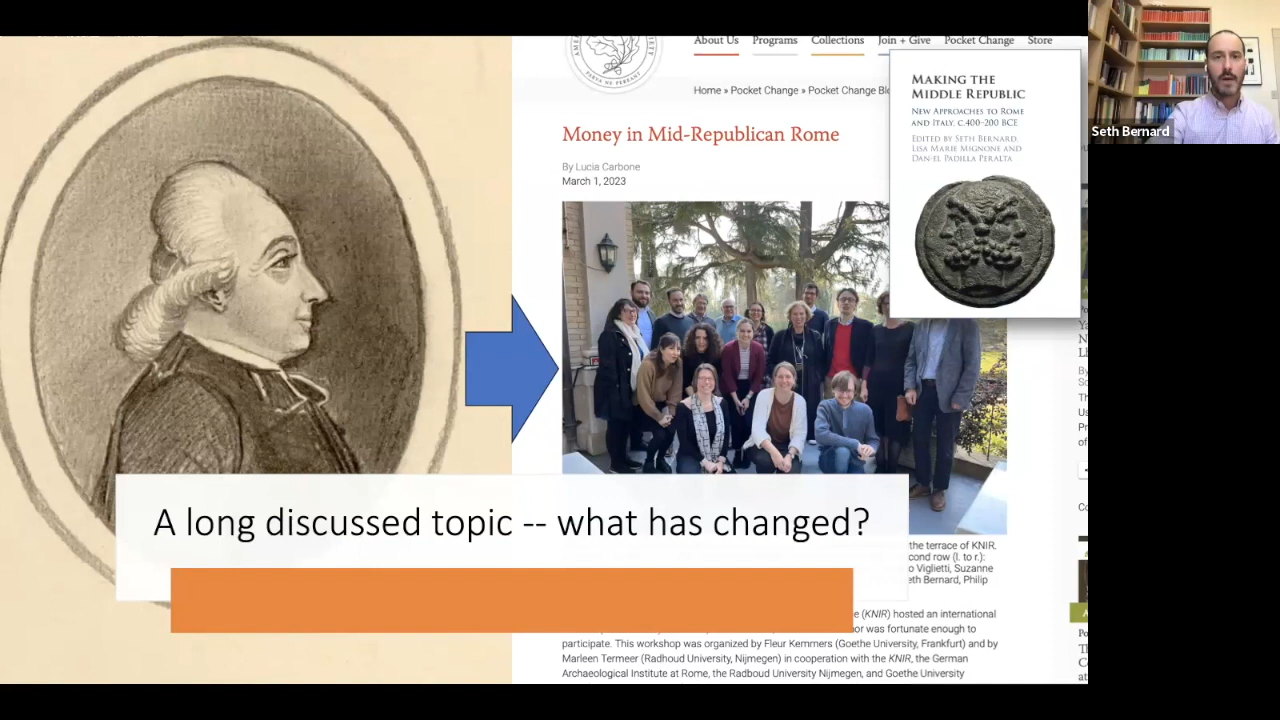 About Us Programs Collections Join + Give Pocket Change Store
Home » Pocket Change » Pocket Change Blo
Money in Mid-Republican Rome
By Lucia Carbone
March 1, 2023
MAKING THE
MIDDLE REPUBLIC
NEW APPROACHES TO ROME
AND ITALY, C.400-200 BCE
EDITED BY SETH BERNARD,
LISA MARIE MIGNONE AND
DAN-EL PADILLA PERALTA
Seth Bernard
A long discussed topic -- what has changed?
the terrace of KNIR.
cond row (l. to r.):
o Viglietti, Suzanne
eth Bernard, Philip
e (KNIR) hosted an international
or was fortunate enough to
participate. This workshop was organized by Fleur Kemmers (Goethe University, Frankfurt) and by
Marleen Termeer (Radhoud University, Nijmegen) in cooperation with the KNIR, the German
Archaeological Institute at Rome, the Radboud University Nijmegen, and Goethe University